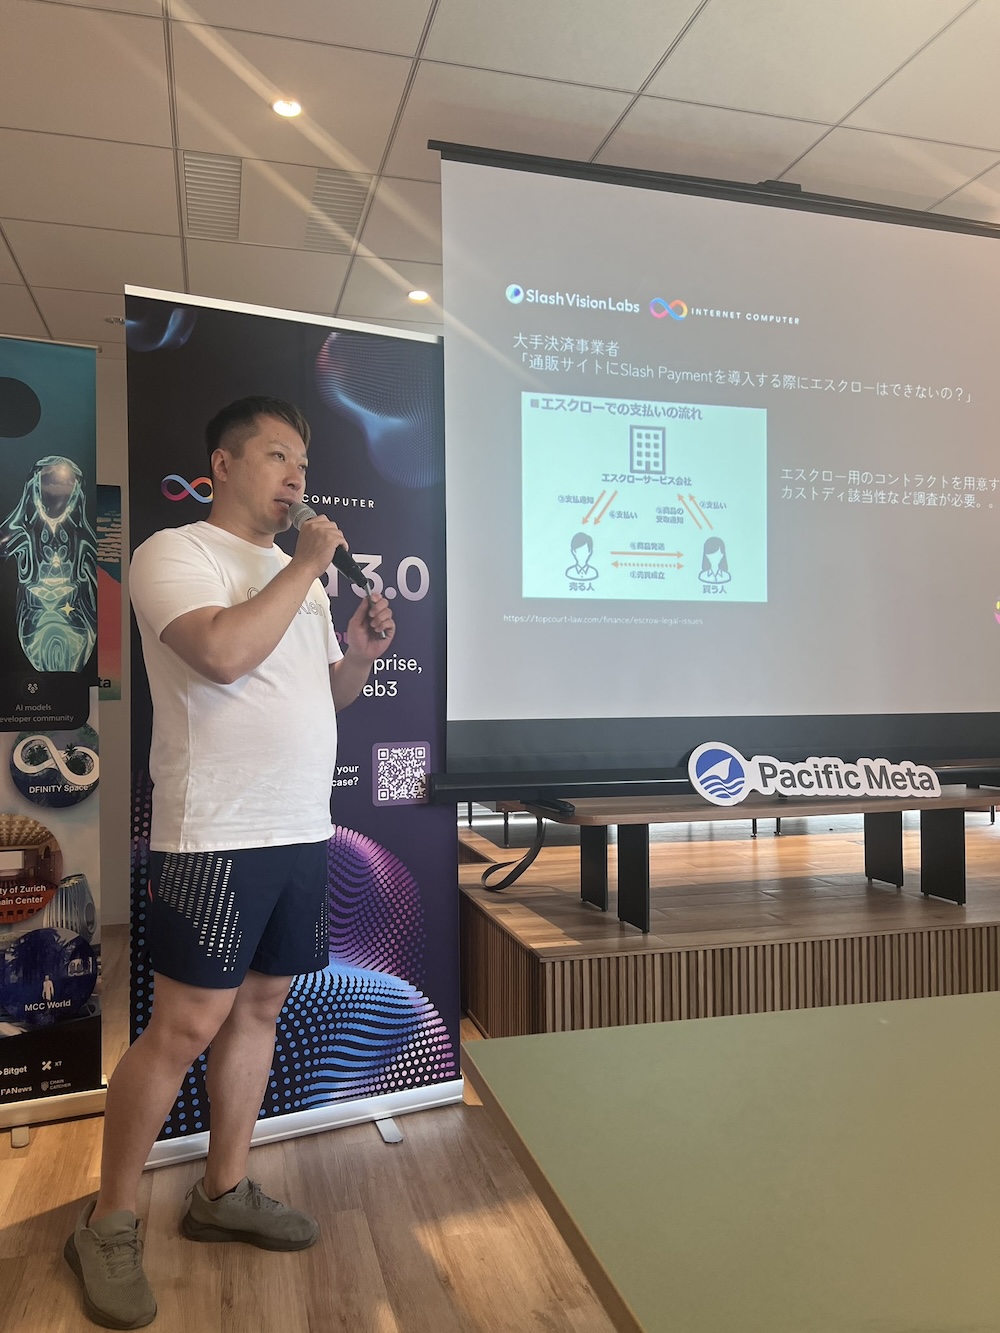 Slash Vision Labs
INTERNET COMPUTER
大手決済事業者
「通販サイトにSlash Paymentを導入する際にエスクローはできないの？」
■エスクローでの支払いの流れ
エスクローサービス会社
③支払通知
⑥支払い
⑤商品の
受取通知
②支払い
④商品発送
①売買成立
売る人
買う人
エスクロー用のコントラクトを用意す
カストディ該当性など調査が必要。。
https://topcourt-law.com/finance/escrow-legal-issues
Pacific Meta
COMPUTER
3.0
prise,
eb3
your
case?
AI models
eveloper community
DFINITY Space
ty of Zurich
hain Center
MCC World
Bitget
XT
ANews
CHAIN
CATCHER
ta